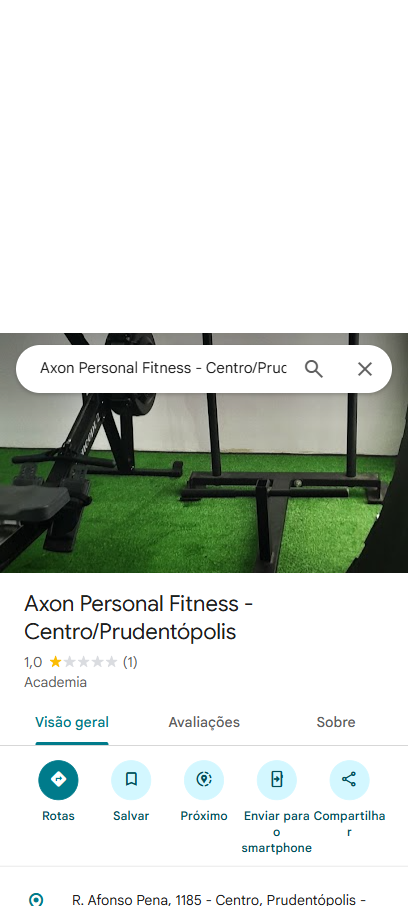 Axon Personal Fitness - Centro/Pruc
Axon Personal Fitness -
Centro/Prudentópolis
1,0 (1)
Academia
Visão geral Avaliações Sobre
Rotas Salvar Próximo Enviar para o smartphone Compartilhar
R. Afonso Pena, 1185 - Centro, Prudentópolis -